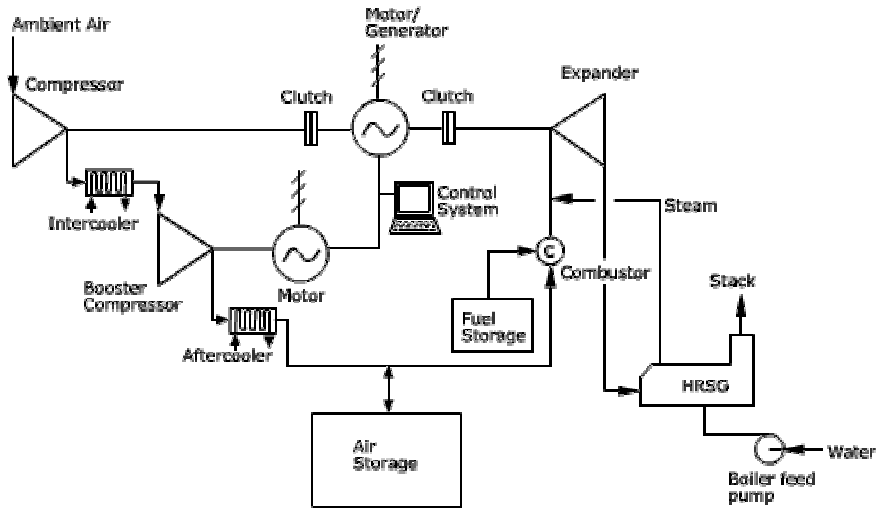 Ambient Air
Motor/
Generator
Compressor
Clutch
Clutch
Expander
Intercooler
Control
System
Steam
Booster
Compressor
Motor
C
Combustor
Stack
Fuel
Storage
Aftercooler
HRSG
Air
Storage
Water
Boiler feed
pump